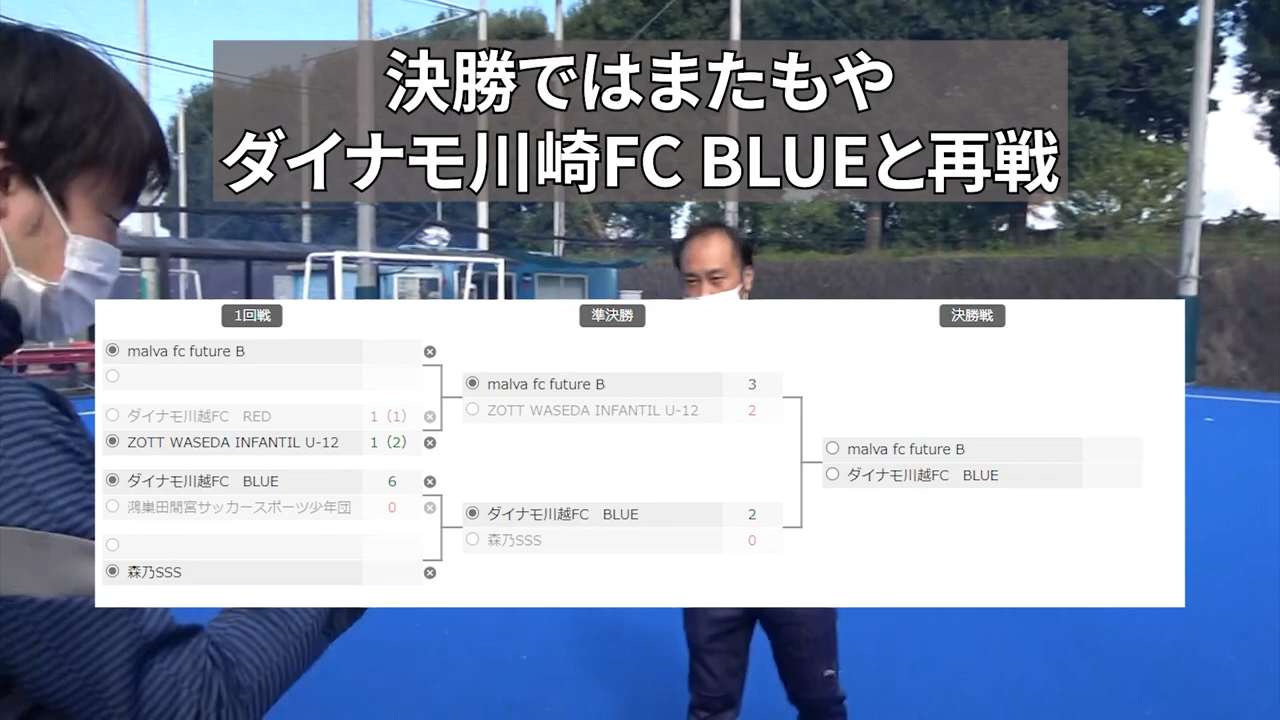 決勝ではまたもや
ダイナモ川崎FC BLUEと再戦
1回戦
準決勝
決勝戦
malva fc future B
ダイナモ川越FC RED 1（1）
ZOTT WASEDA INFANTIL U-12 1（2）
ダイナモ川越FC BLUE 6
鴻巣田間宮サッカースポーツ少年団 0
森乃SSS
malva fc future B 3
ZOTT WASEDA INFANTIL U-12 2
ダイナモ川越FC BLUE 2
森乃SSS 0
malva fc future B
ダイナモ川越FC BLUE